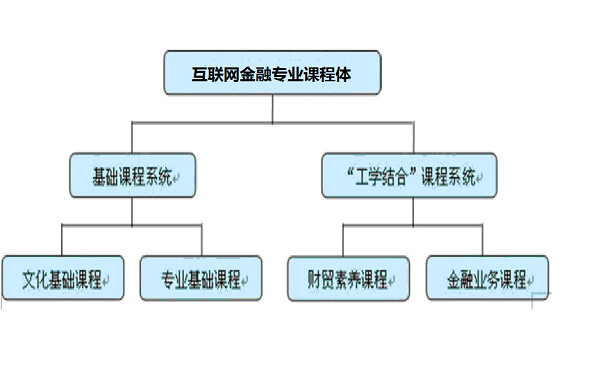 互联网金融专业课程体
基础课程系统
“工学结合”课程系统
文化基础课程
专业基础课程
财贸素养课程
金融业务课程